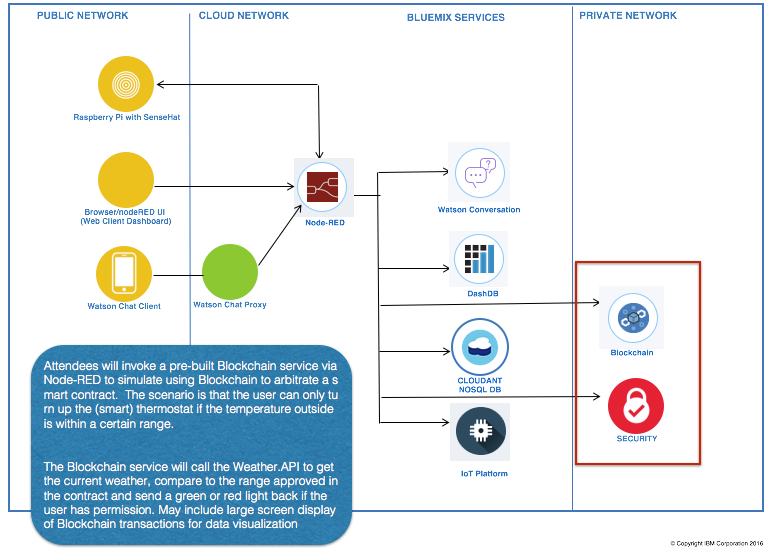 PUBLIC NETWORK
CLOUD NETWORK
BLUEMIX SERVICES
PRIVATE NETWORK
Raspberry Pi with SenseHat
Browser/nodeRED UI
(Web Client Dashboard)
Watson Chat Client
Watson Chat Proxy
Node-RED
?
Watson Conversation
DashDB
CLOUDANT
NOSQL DB
IoT Platform
Blockchain
SECURITY
Attendees will invoke a pre-built Blockchain service via
Node-RED to simulate using Blockchain to arbitrate a s
mart contract.  The scenario is that the user can only tu
rn up the (smart) thermostat if the temperature outside
is within a certain range.
The Blockchain service will call the Weather.API to get
the current weather, compare to the range approved in
the contract and send a green or red light back if the
user has permission. May include large screen display
of Blockchain transactions for data visualization
© Copyright IBM Corporation 2016